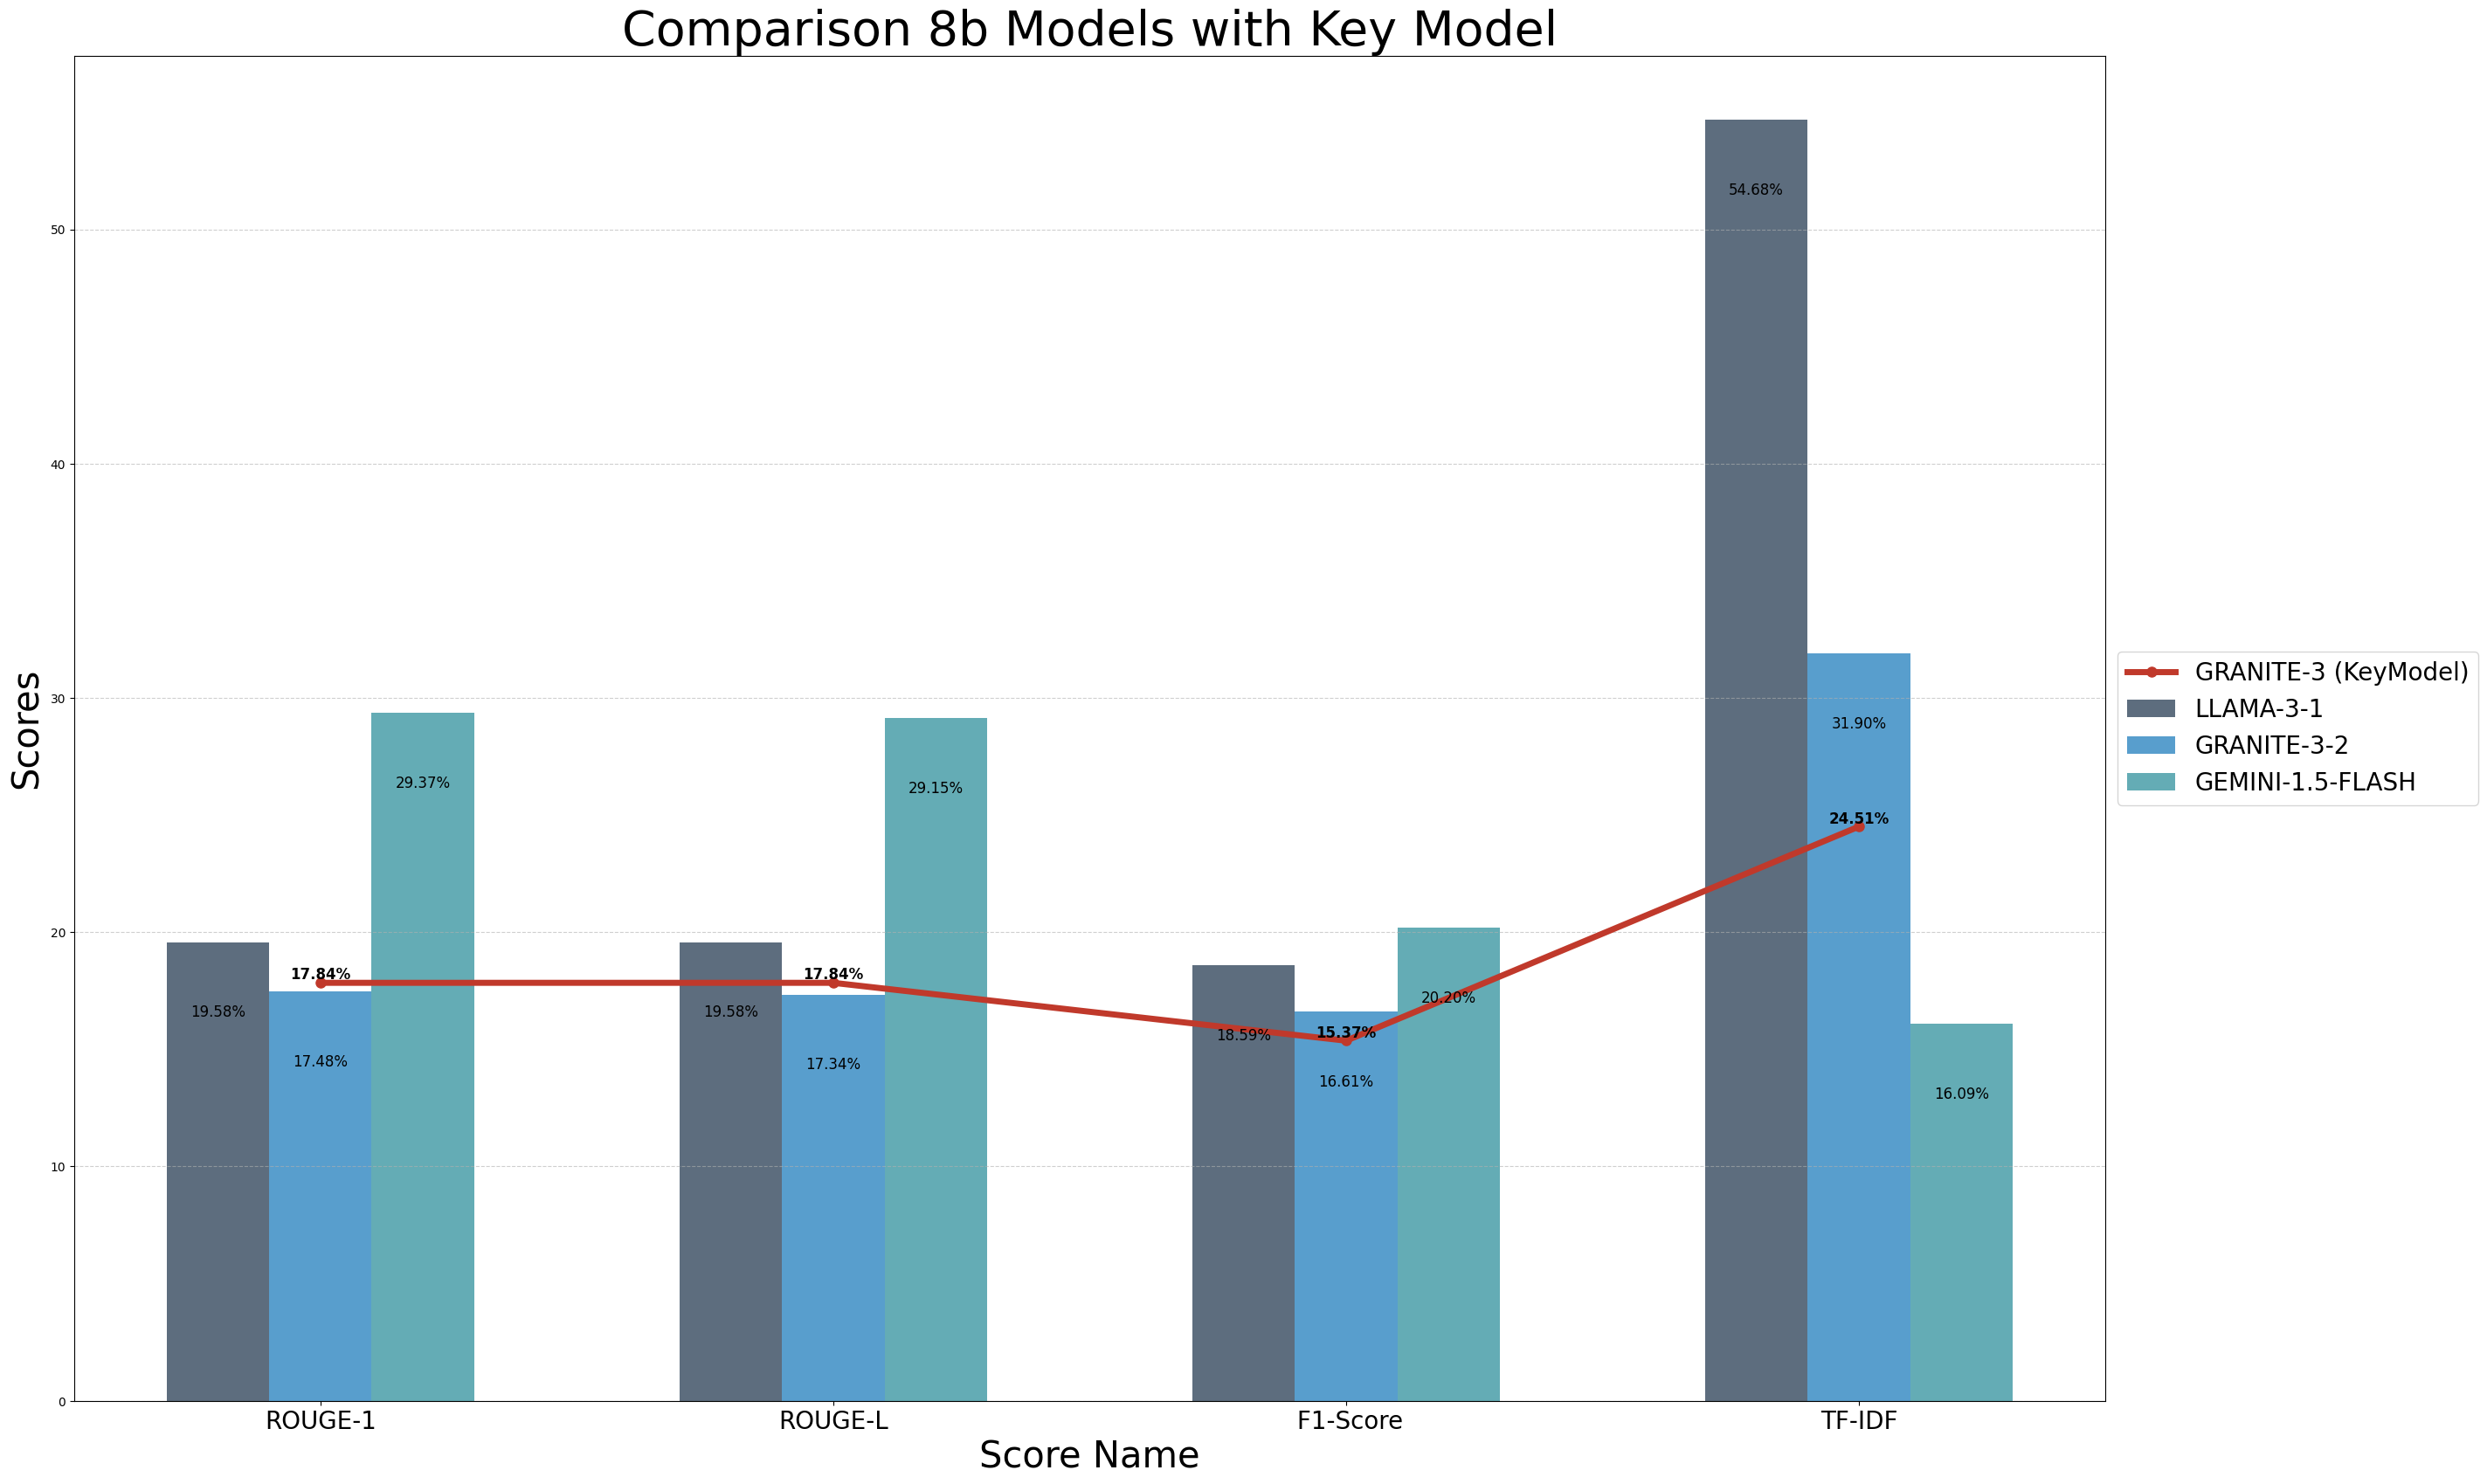 Comparison 8b Models with Key Model
Scores
50
40
30
20
10
0
54.68%
31.90%
29.37%
29.15%
24.51%
17.84%
17.84%
20.20%
19.58%
19.58%
18.59%
15.37%
17.48%
17.34%
16.61%
16.09%
ROUGE-1
ROUGE-L
F1-Score
TF-IDF
Score Name
GRANITE-3 (KeyModel)
LLAMA-3-1
GRANITE-3-2
GEMINI-1.5-FLASH